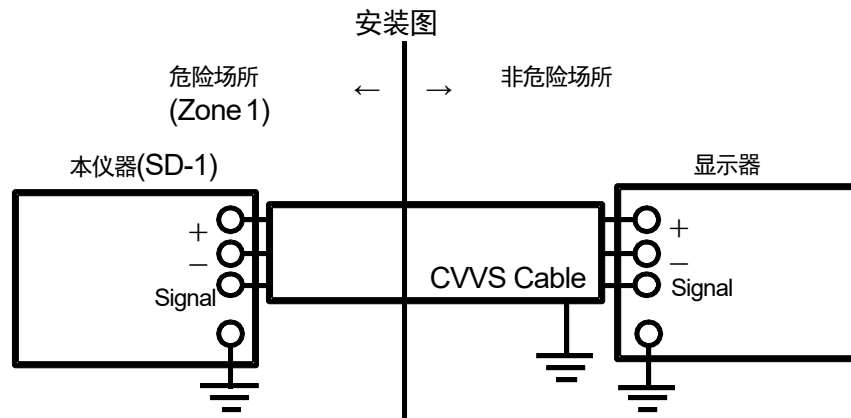 安装图
危险场所
(Zone 1)
← →
非危险场所
本仪器(SD-1)
显示器
+
−
Signal
CVVS Cable
+
−
Signal